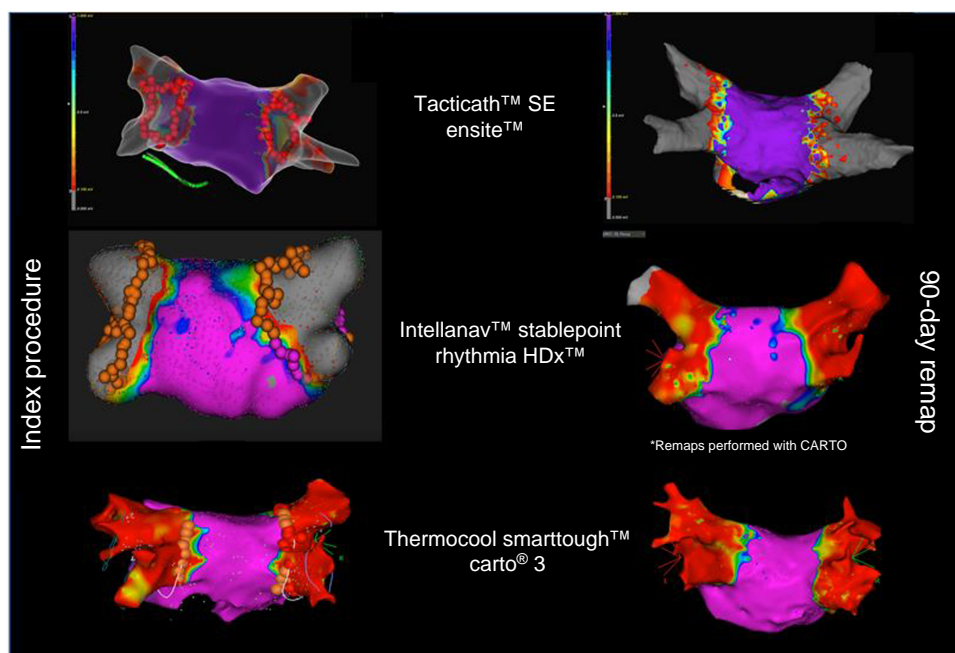 Tacticath™ SE
ensite™
Index procedure
Intellanav™ stablepoint
rhythmia HDx™
90-day remap
*Remaps performed with CARTO
Thermocool smarttough™
carto® 3